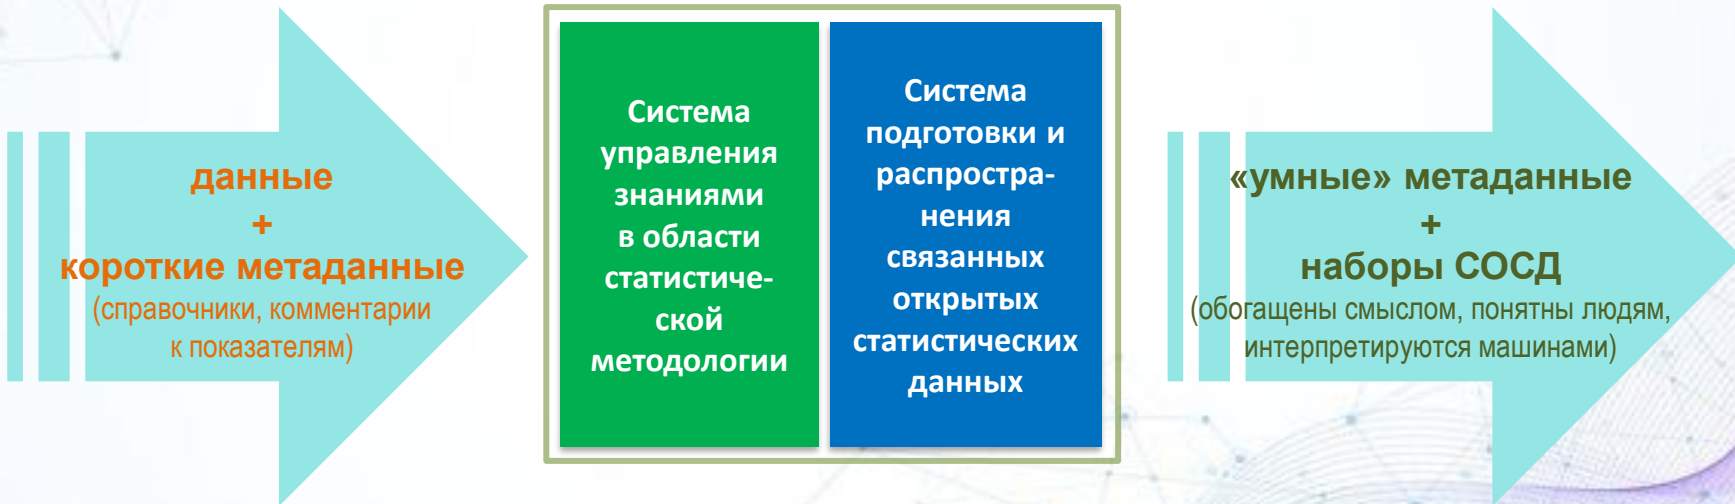 данные
+
короткие метаданные
(справочники, комментарии
к показателям)
Система
управления
знаниями
в области
статистиче-
ской
методологии
Система
подготовки и
распростра-
нения
связанных
открытых
статистических
данных
«умные» метаданные
+
наборы СОСД
(обогащены смыслом, понятны людям,
интерпретируются машинами)